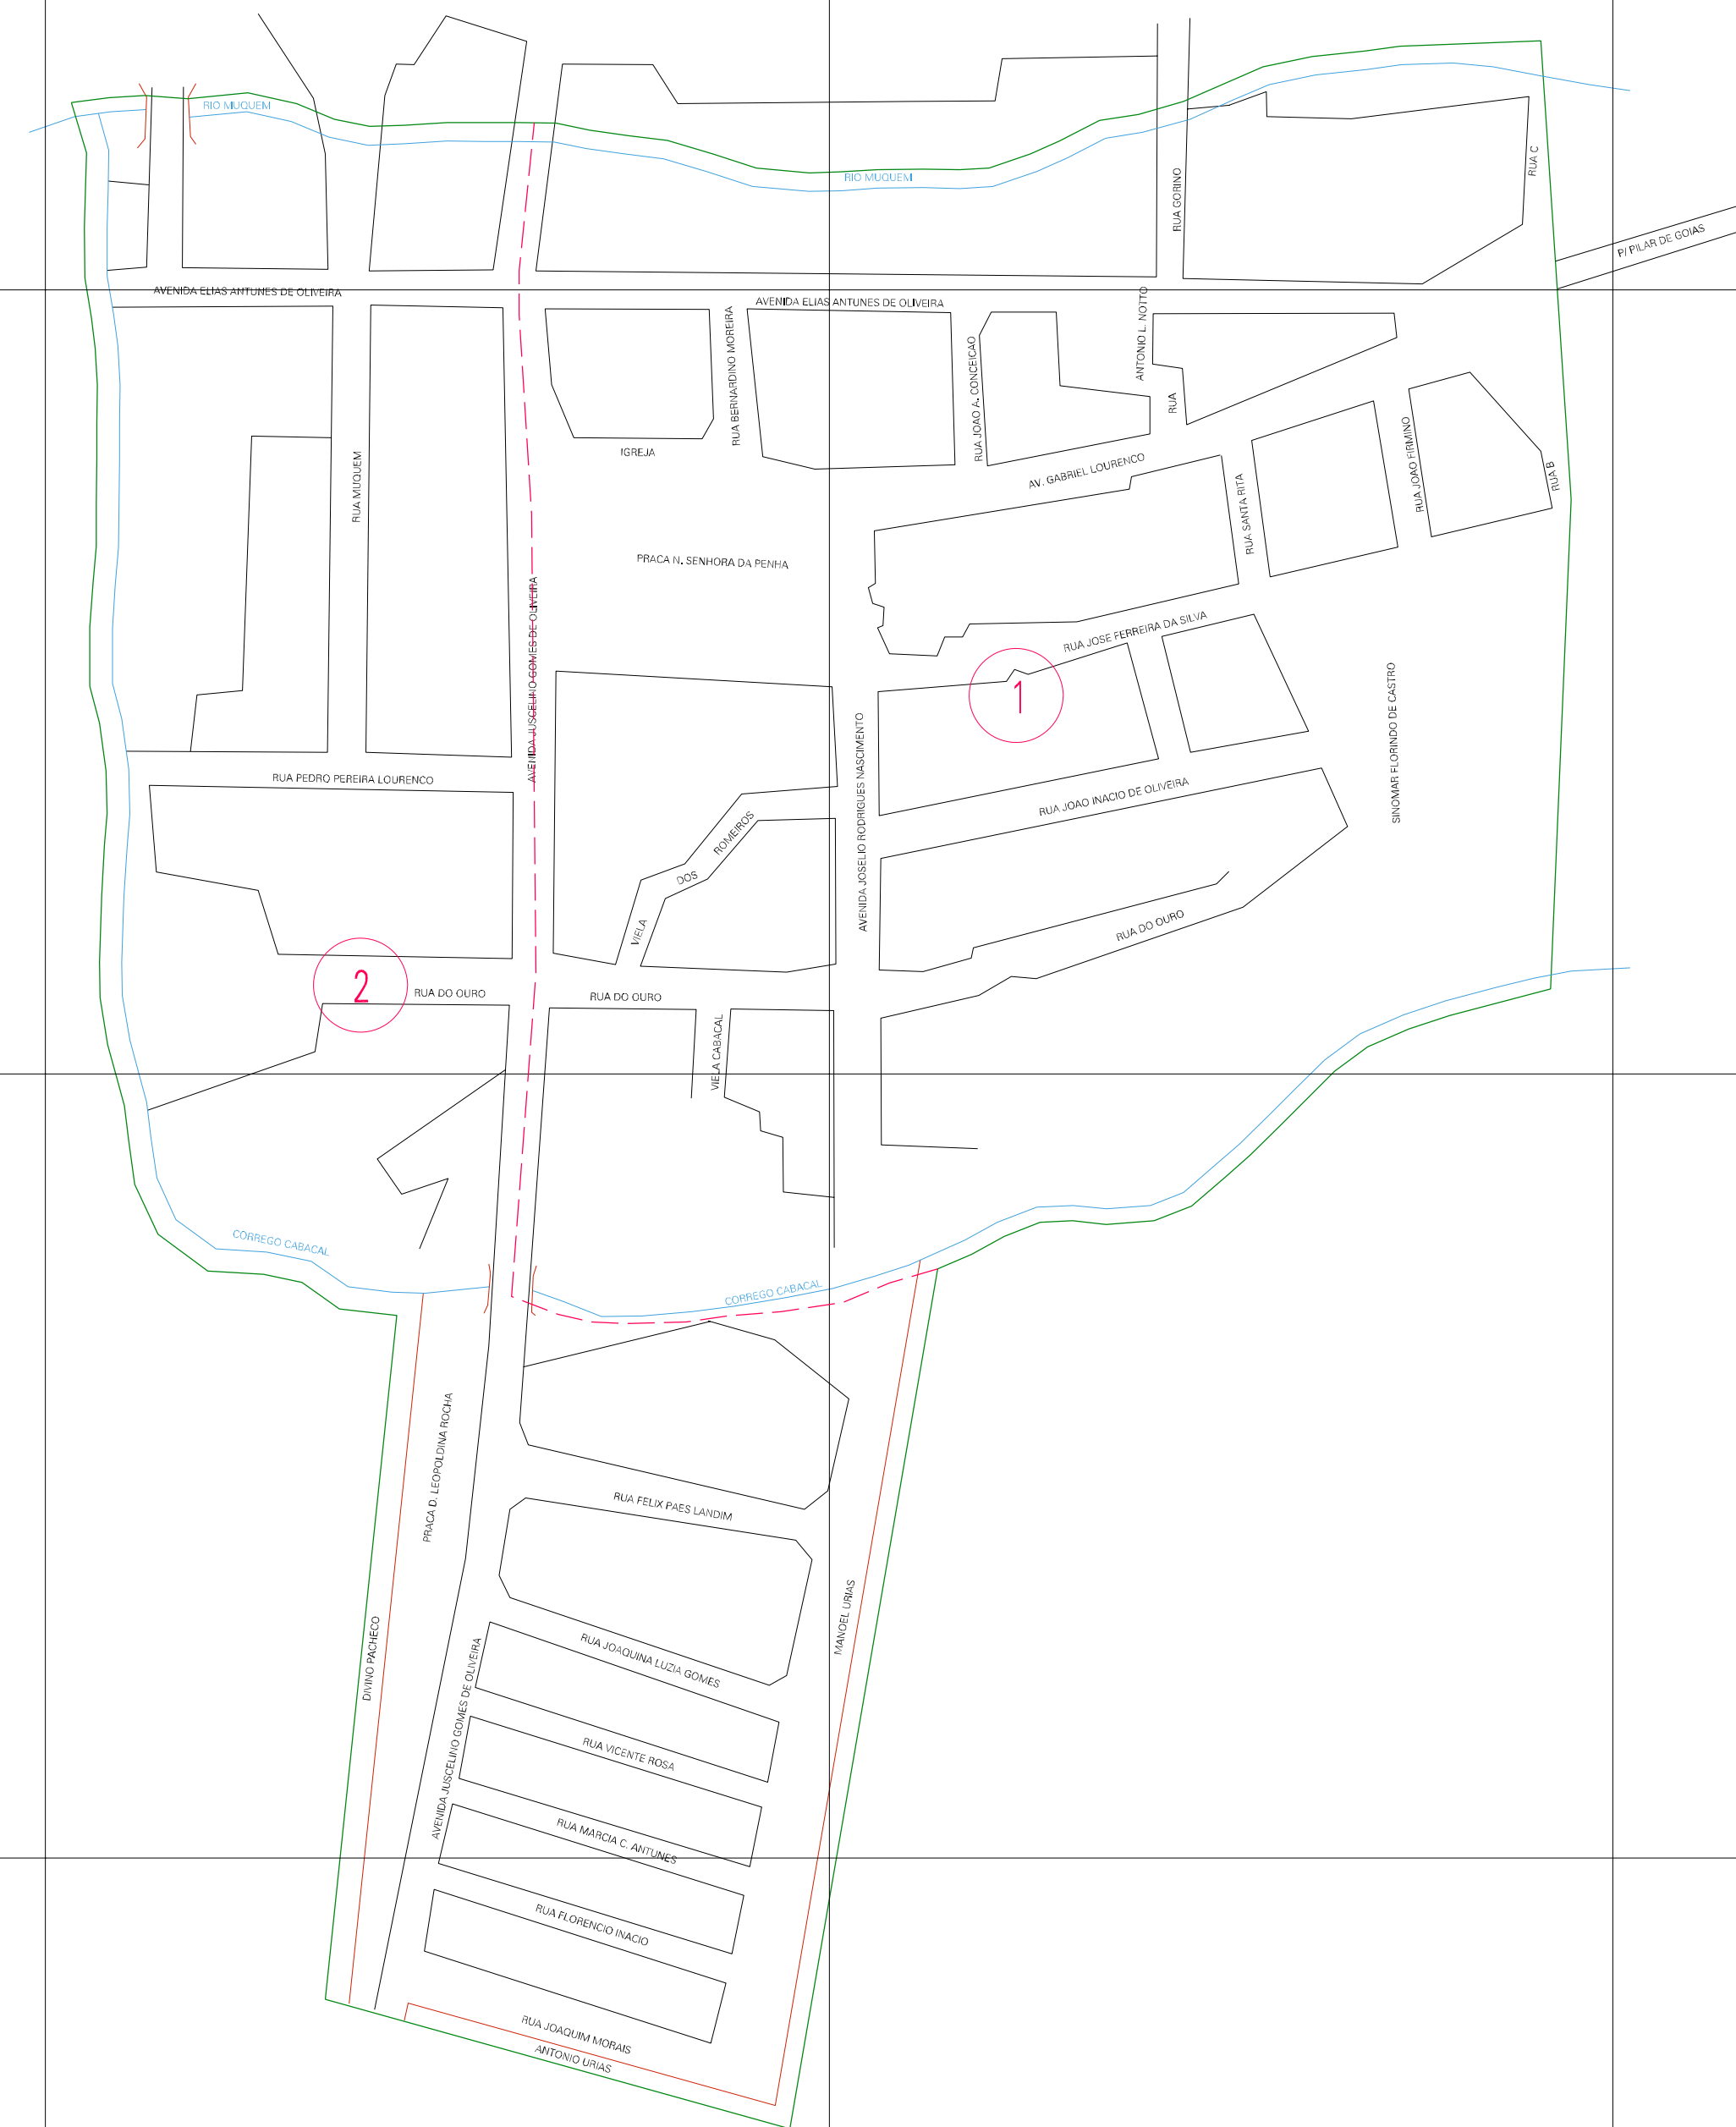 RIO MUQUEM
RIO MUQUEM
RUA GORINO
RUA C
P/ PILAR DE GOIAS
AVENIDA ELIAS ANTUNES DE OLIVEIRA
AVENIDA ELIAS ANTUNES DE OLIVEIRA
RUA BERNARDINO MOREIRA
RUA JOAO A. CONCEICAO
RUA ANTONIO L. NOTTO
IGREJA
AV. GABRIEL LOURENCO
RUA MUQUEM
RUA SANTA RITA
RUA JOAO FIRMINO
RUA B
PRACA N. SENHORA DA PENHA
AVENIDA JUSCELINO GOMES DE OLIVEIRA
RUA JOSE FERREIRA DA SILVA
1
SINOMAR FLORINDO DE CASTRO
RUA PEDRO PEREIRA LOURENCO
AVENIDA JOSELIO RODRIGUES NASCIMENTO
RUA JOAO INACIO DE OLIVEIRA
VIELA DOS ROMEIROS
RUA DO OURO
2
RUA DO OURO
RUA DO OURO
VIELA CABACAL
CORREGO CABACAL
CORREGO CABACAL
PRACA D. LEOPOLDINA ROCHA
RUA FELIX PAES LANDIM
MANOEL URIAS
DIVINO PACHECO
RUA JOAQUINA LUZIA GOMES
AVENIDA JUSCELINO GOMES DE OLIVEIRA
RUA VICENTE ROSA
RUA MARCIA C. ANTUNES
RUA FLORENCIO INACIO
RUA JOAQUIM MORAIS
ANTONIO URIAS